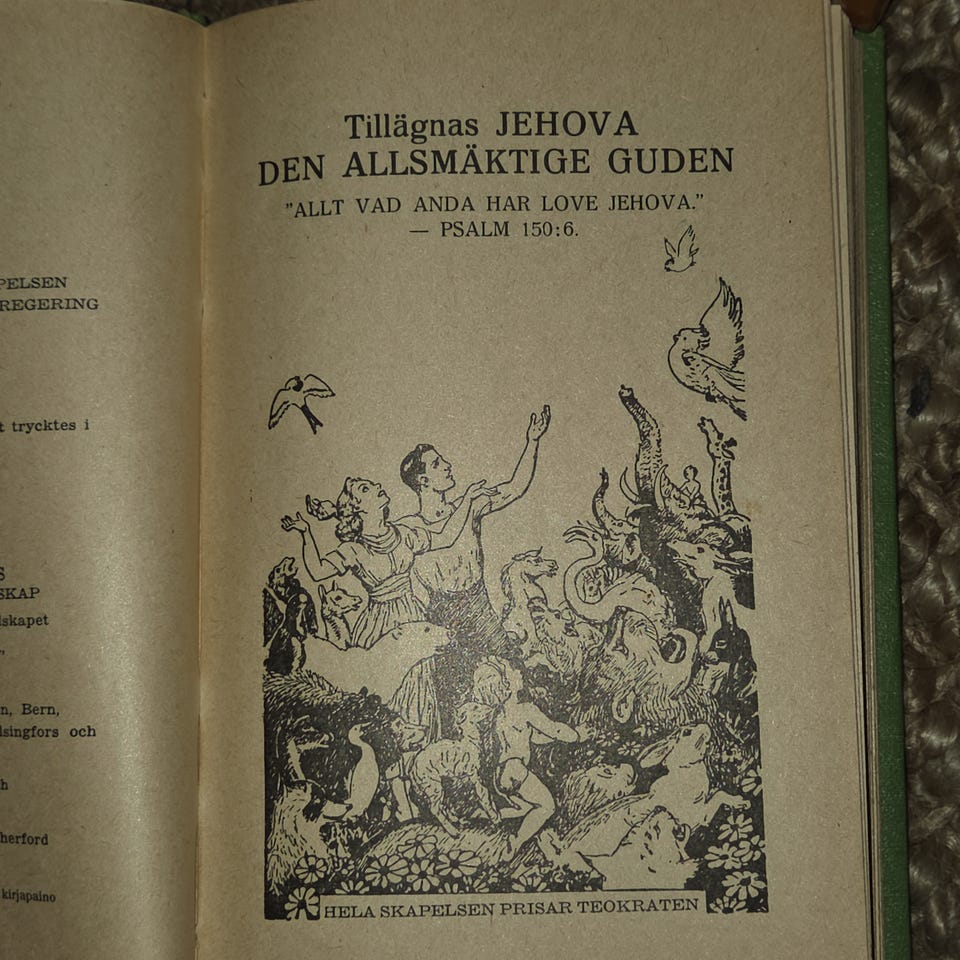 PELSEN
REGERING
t trycktes i
S
SKAP
lskapet
"
n, Bern,
lsingfors och
h
herford
kirjapaino
Tillägnas JEHOVA
DEN ALLSMÄKTIGE GUDEN
"ALLT VAD ANDA HAR LOVE JEHOVA."
— PSALM 150:6.
HELA SKAPELSEN PRISAR TEOKRATEN